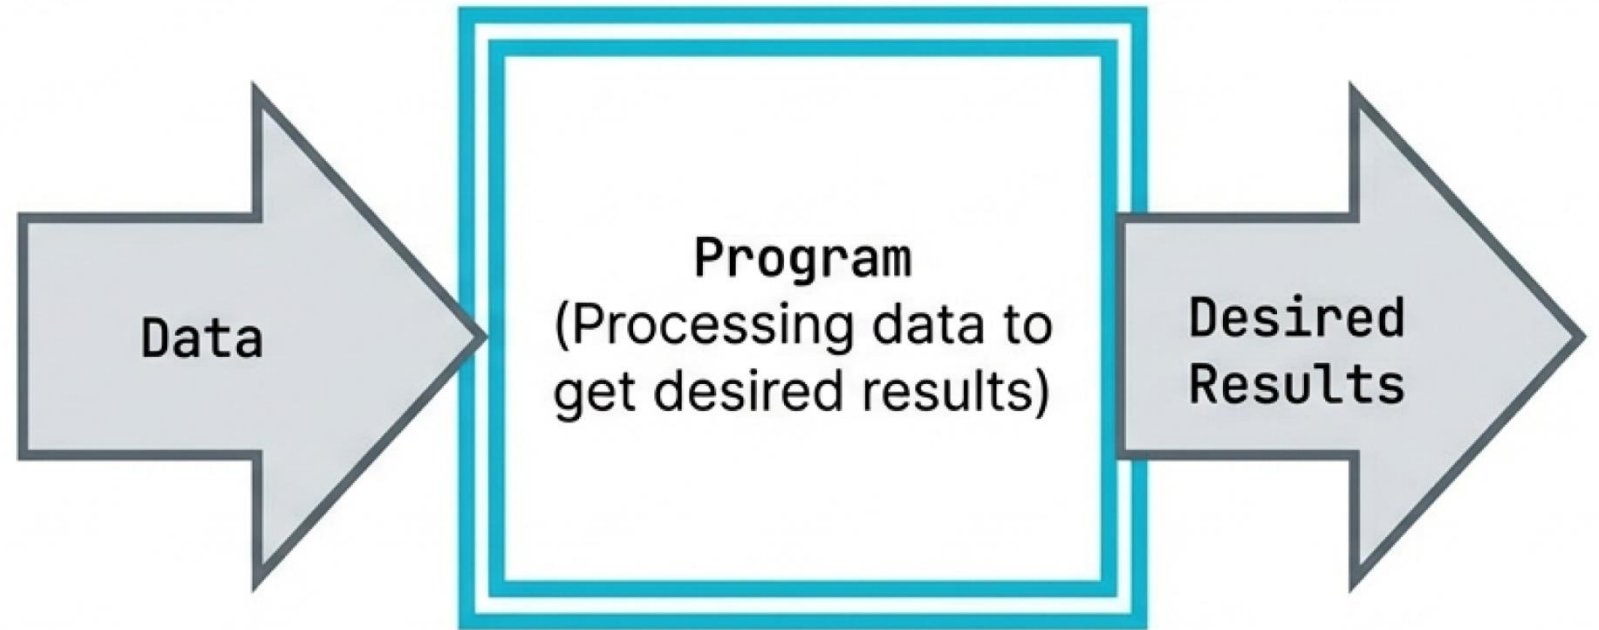 Data
Program
(Processing data to
get desired results)
Desired
Results